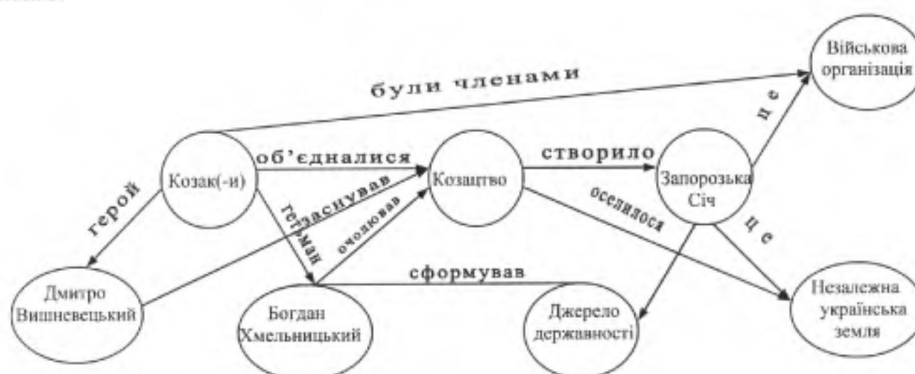 Військова
організація
були членами
це
Козак(-и)
об’єдналися
Козацтво
створило
Запорозька
Січ
герой
заснував
гетьман
очолював
оселилося
це
Дмитро
Вишневецький
Богдан
Хмельницький
сформував
Джерело
державності
Незалежна
українська
земля